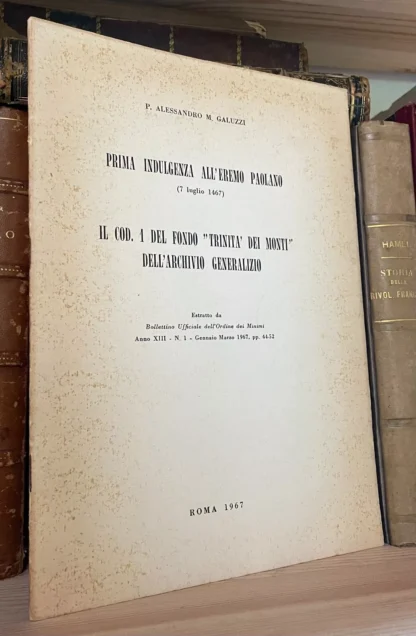 P. ALESSANDRO M. GALUZZI
PRIMA INDULGENZA ALL'EREMO PAOLANO
(7 luglio 1467)
IL COD. 1 DEL FONDO "TRINITA' DEI MONTI"
DELL'ARCHIVIO GENERALIZIO
Estratto da
Bollettino Ufficiale dell'Ordine dei Minimi
Anno XIII - N. 1 - Gennaio Marzo 1967, pp. 44-52
ROMA 1967
HAMEL
STORIA
DELLA
RIVOL. FRAN